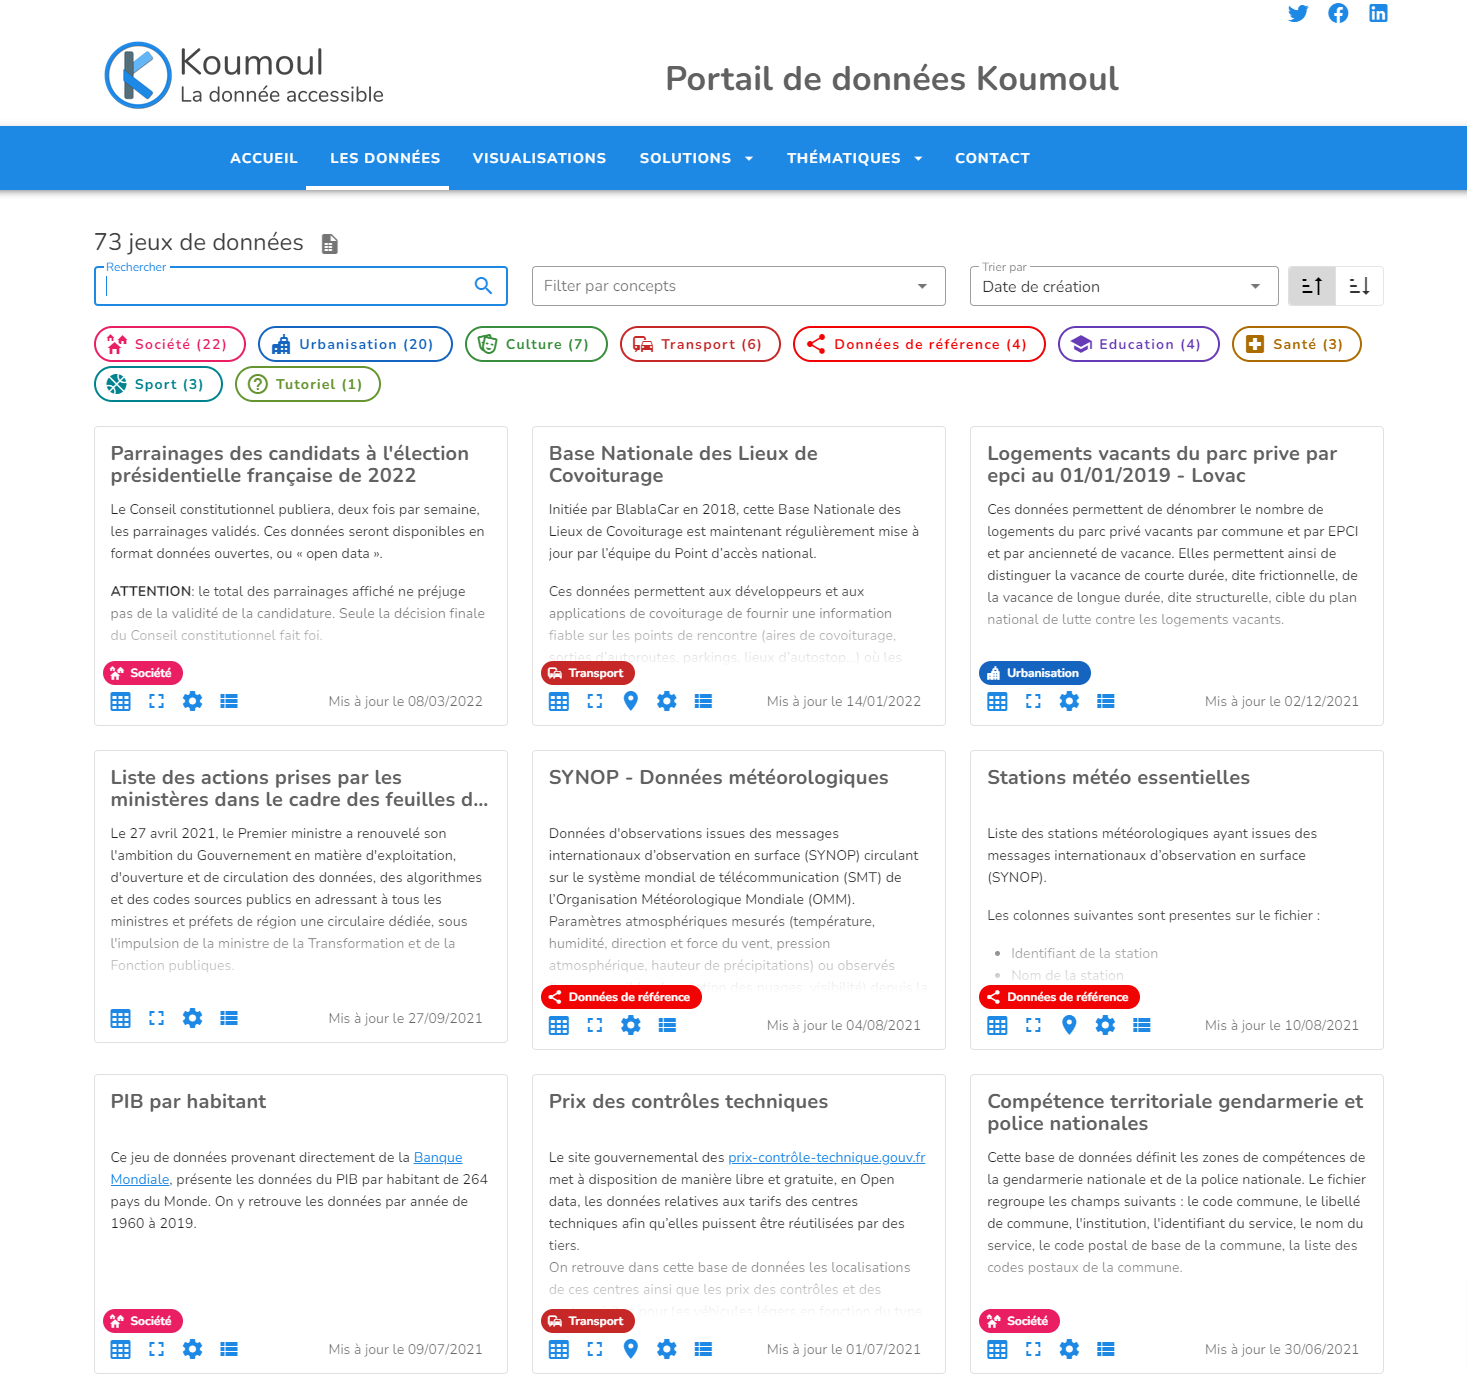 Koumoul
La donnée accessible
Portail de données Koumoul
ACCUEIL LES DONNÉES VISUALISATIONS SOLUTIONS THÉMATIQUES CONTACT
73 jeux de données
Rechercher
Filter par concepts
Trier par
Date de création
Société (22) Urbanisation (20) Culture (7) Transport (6) Données de référence (4) Education (4) Santé (3)
Sport (3) Tutoriel (1)
Parrainages des candidats à l'élection
présidentielle française de 2022
Le Conseil constitutionnel publiera, deux fois par semaine,
les parrainages validés. Ces données seront disponibles en
format données ouvertes, ou « open data ».
ATTENTION: le total des parrainages affiché ne préjuge
pas de la validité de la candidature. Seule la décision finale
du Conseil constitutionnel fait foi.
Société
Mis à jour le 08/03/2022
Base Nationale des Lieux de
Covoiturage
Initiée par BlablaCar en 2018, cette Base Nationale des
Lieux de Covoiturage est maintenant régulièrement mise à
jour par l’équipe du Point d’accès national.
Ces données permettent aux développeurs et aux
applications de covoiturage de fournir une information
fiable sur les points de rencontre (aires de covoiturage,
sorties d’autoroutes, parkings, lieux d’autostop...) où les
Transport
Mis à jour le 14/01/2022
Logements vacants du parc prive par
epci au 01/01/2019 - Lovac
Ces données permettent de dénombrer le nombre de
logements du parc privé vacants par commune et par EPCI
et par ancienneté de vacance. Elles permettent ainsi de
distinguer la vacance de courte durée, dite frictionnelle, de
la vacance de longue durée, dite structurelle, cible du plan
national de lutte contre les logements vacants.
Urbanisation
Mis à jour le 02/12/2021
Liste des actions prises par les
ministères dans le cadre des feuilles d...
Le 27 avril 2021, le Premier ministre a renouvelé son
l'ambition du Gouvernement en matière d'exploitation,
d'ouverture et de circulation des données, des algorithmes
et des codes sources publics en adressant à tous les
ministres et préfets de région une circulaire dédiée, sous
l'impulsion de la ministre de la Transformation et de la
Fonction publiques.
Mis à jour le 27/09/2021
SYNOP - Données météorologiques
Données d'observations issues des messages
internationaux d’observation en surface (SYNOP) circulant
sur le système mondial de télécommunication (SMT) de
l’Organisation Météorologique Mondiale (OMM).
Paramètres atmosphériques mesurés (température,
humidité, direction et force du vent, pression
atmosphérique, hauteur de précipitations) ou observés
des nuages, visibilité) depuis la
Données de référence
Mis à jour le 04/08/2021
Stations météo essentielles
Liste des stations météorologiques ayant issues des
messages internationaux d’observation en surface
(SYNOP).
Les colonnes suivantes sont presentes sur le fichier :
• Identifiant de la station
• Nom de la station
Données de référence
Mis à jour le 10/08/2021
PIB par habitant
Ce jeu de données provenant directement de la Banque
Mondiale, présente les données du PIB par habitant de 264
pays du Monde. On y retrouve les données par année de
1960 à 2019.
Société
Mis à jour le 09/07/2021
Prix des contrôles techniques
Le site gouvernemental des prix-contrôle-technique.gouv.fr
met à disposition de manière libre et gratuite, en Open
data, les données relatives aux tarifs des centres
techniques afin qu’elles puissent être réutilisées par des
tiers.
On retrouve dans cette base de données les localisations
de ces centres ainsi que les prix des contrôles et des
pour les véhicules légers en fonction du type
Transport
Mis à jour le 01/07/2021
Compétence territoriale gendarmerie et
police nationales
Cette base de données définit les zones de compétences de
la gendarmerie nationale et de la police nationale. Le fichier
regroupe les champs suivants : le code commune, le libellé
de commune, l'institution, l'identifiant du service, le nom du
service, le code postal de base de la commune, la liste des
codes postaux de la commune.
Société
Mis à jour le 30/06/2021